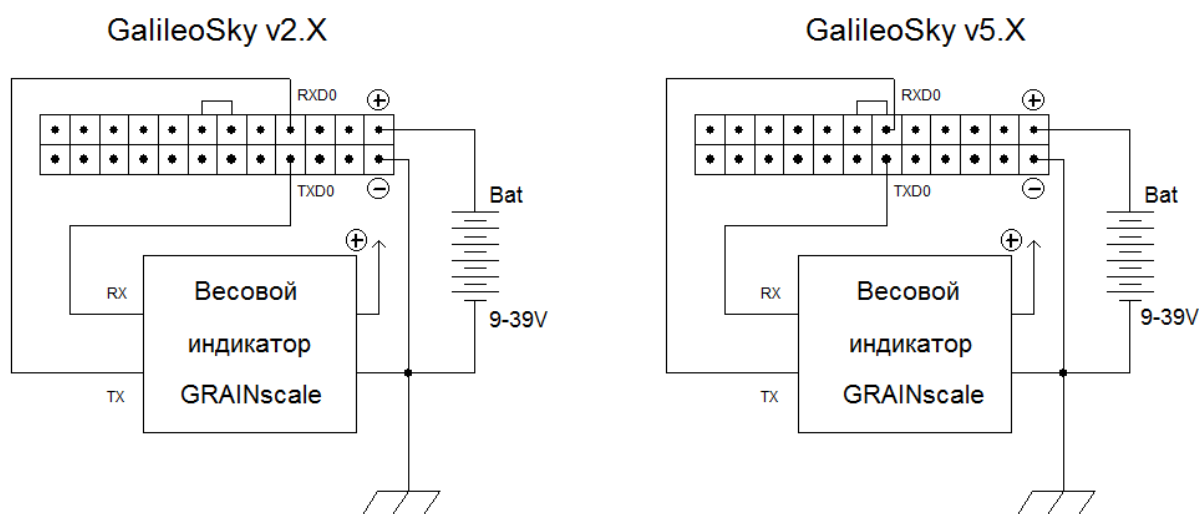 GalileoSky v2.X
RXD0
+
TXD0
−
Bat
+
RX
Весовой
индикатор
GRAINscale
9-39V
TX
GalileoSky v5.X
RXD0
+
TXD0
−
Bat
+
RX
Весовой
индикатор
GRAINscale
9-39V
TX